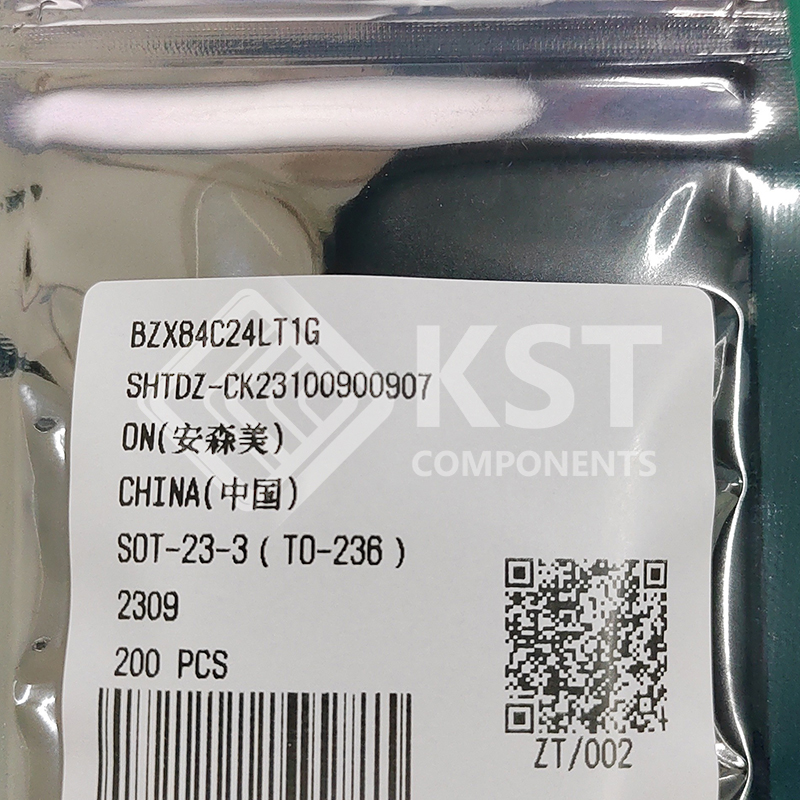 BZX84C24LT1G
SHTDZ-CK23100900907
ON(安森美)
CHINA(中国)
SOT-23-3 ( TO-236 )
2309
200 PCS
ZT/002
KST
COMPONENTS